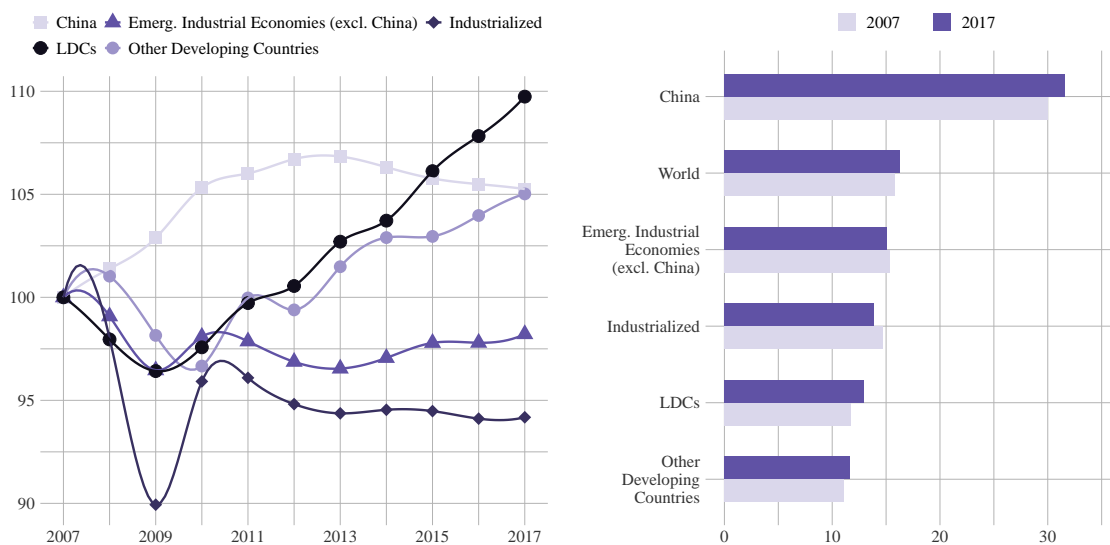 China Emerg. Industrial Economies (excl. China) Industrialized
LDCs Other Developing Countries
110
105
100
95
90
2007 2009 2011 2013 2015 2017
2007 2017
China
World
Emerg. Industrial
Economies
(excl. China)
Industrialized
LDCs
Other
Developing
Countries
0 10 20 30